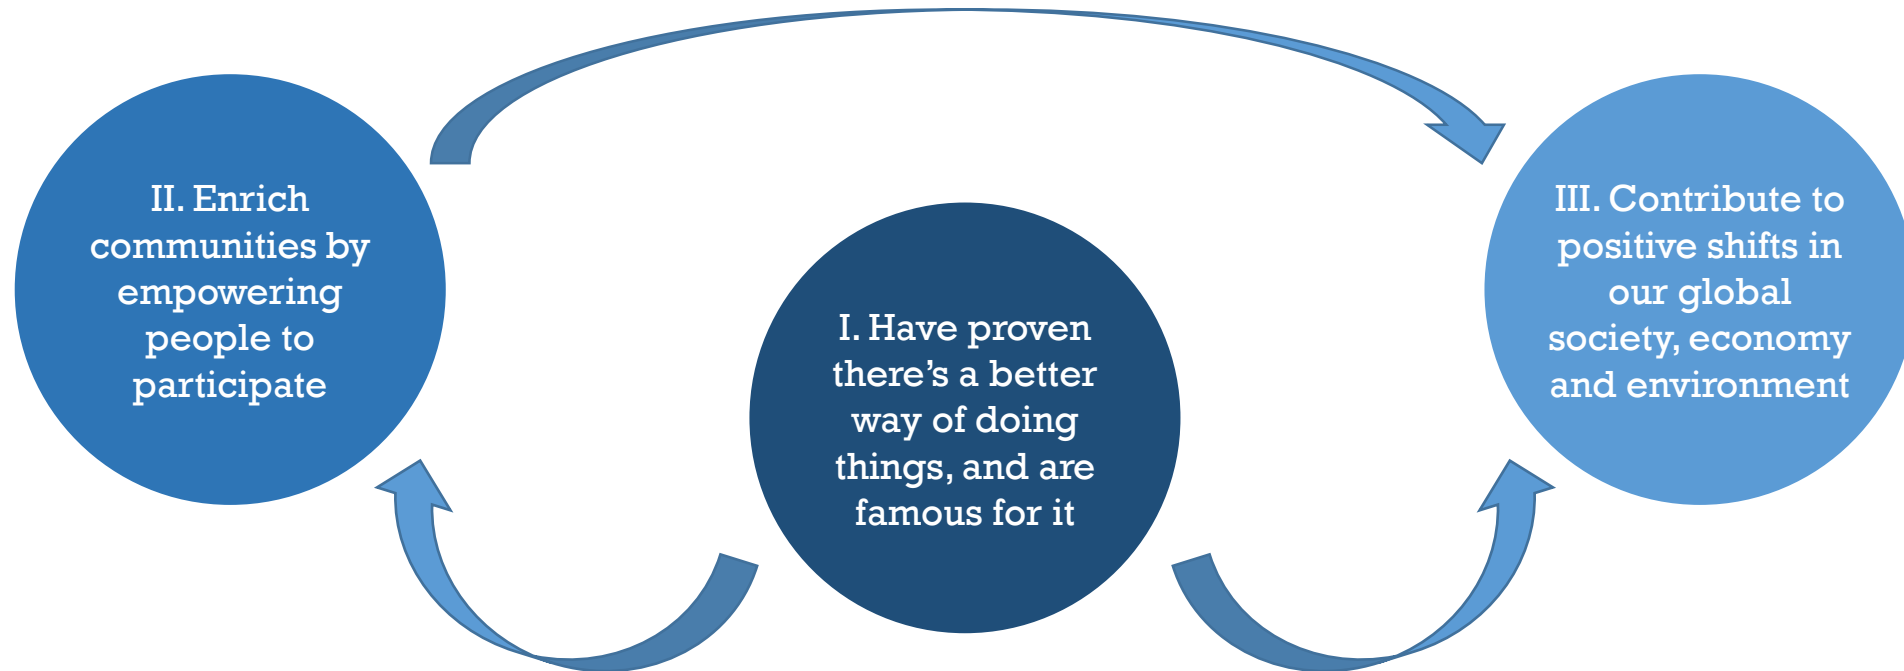 II. Enrich
communities by
empowering
people to
participate
I. Have proven
there’s a better
way of doing
things, and are
famous for it
III. Contribute to
positive shifts in
our global
society, economy
and environment